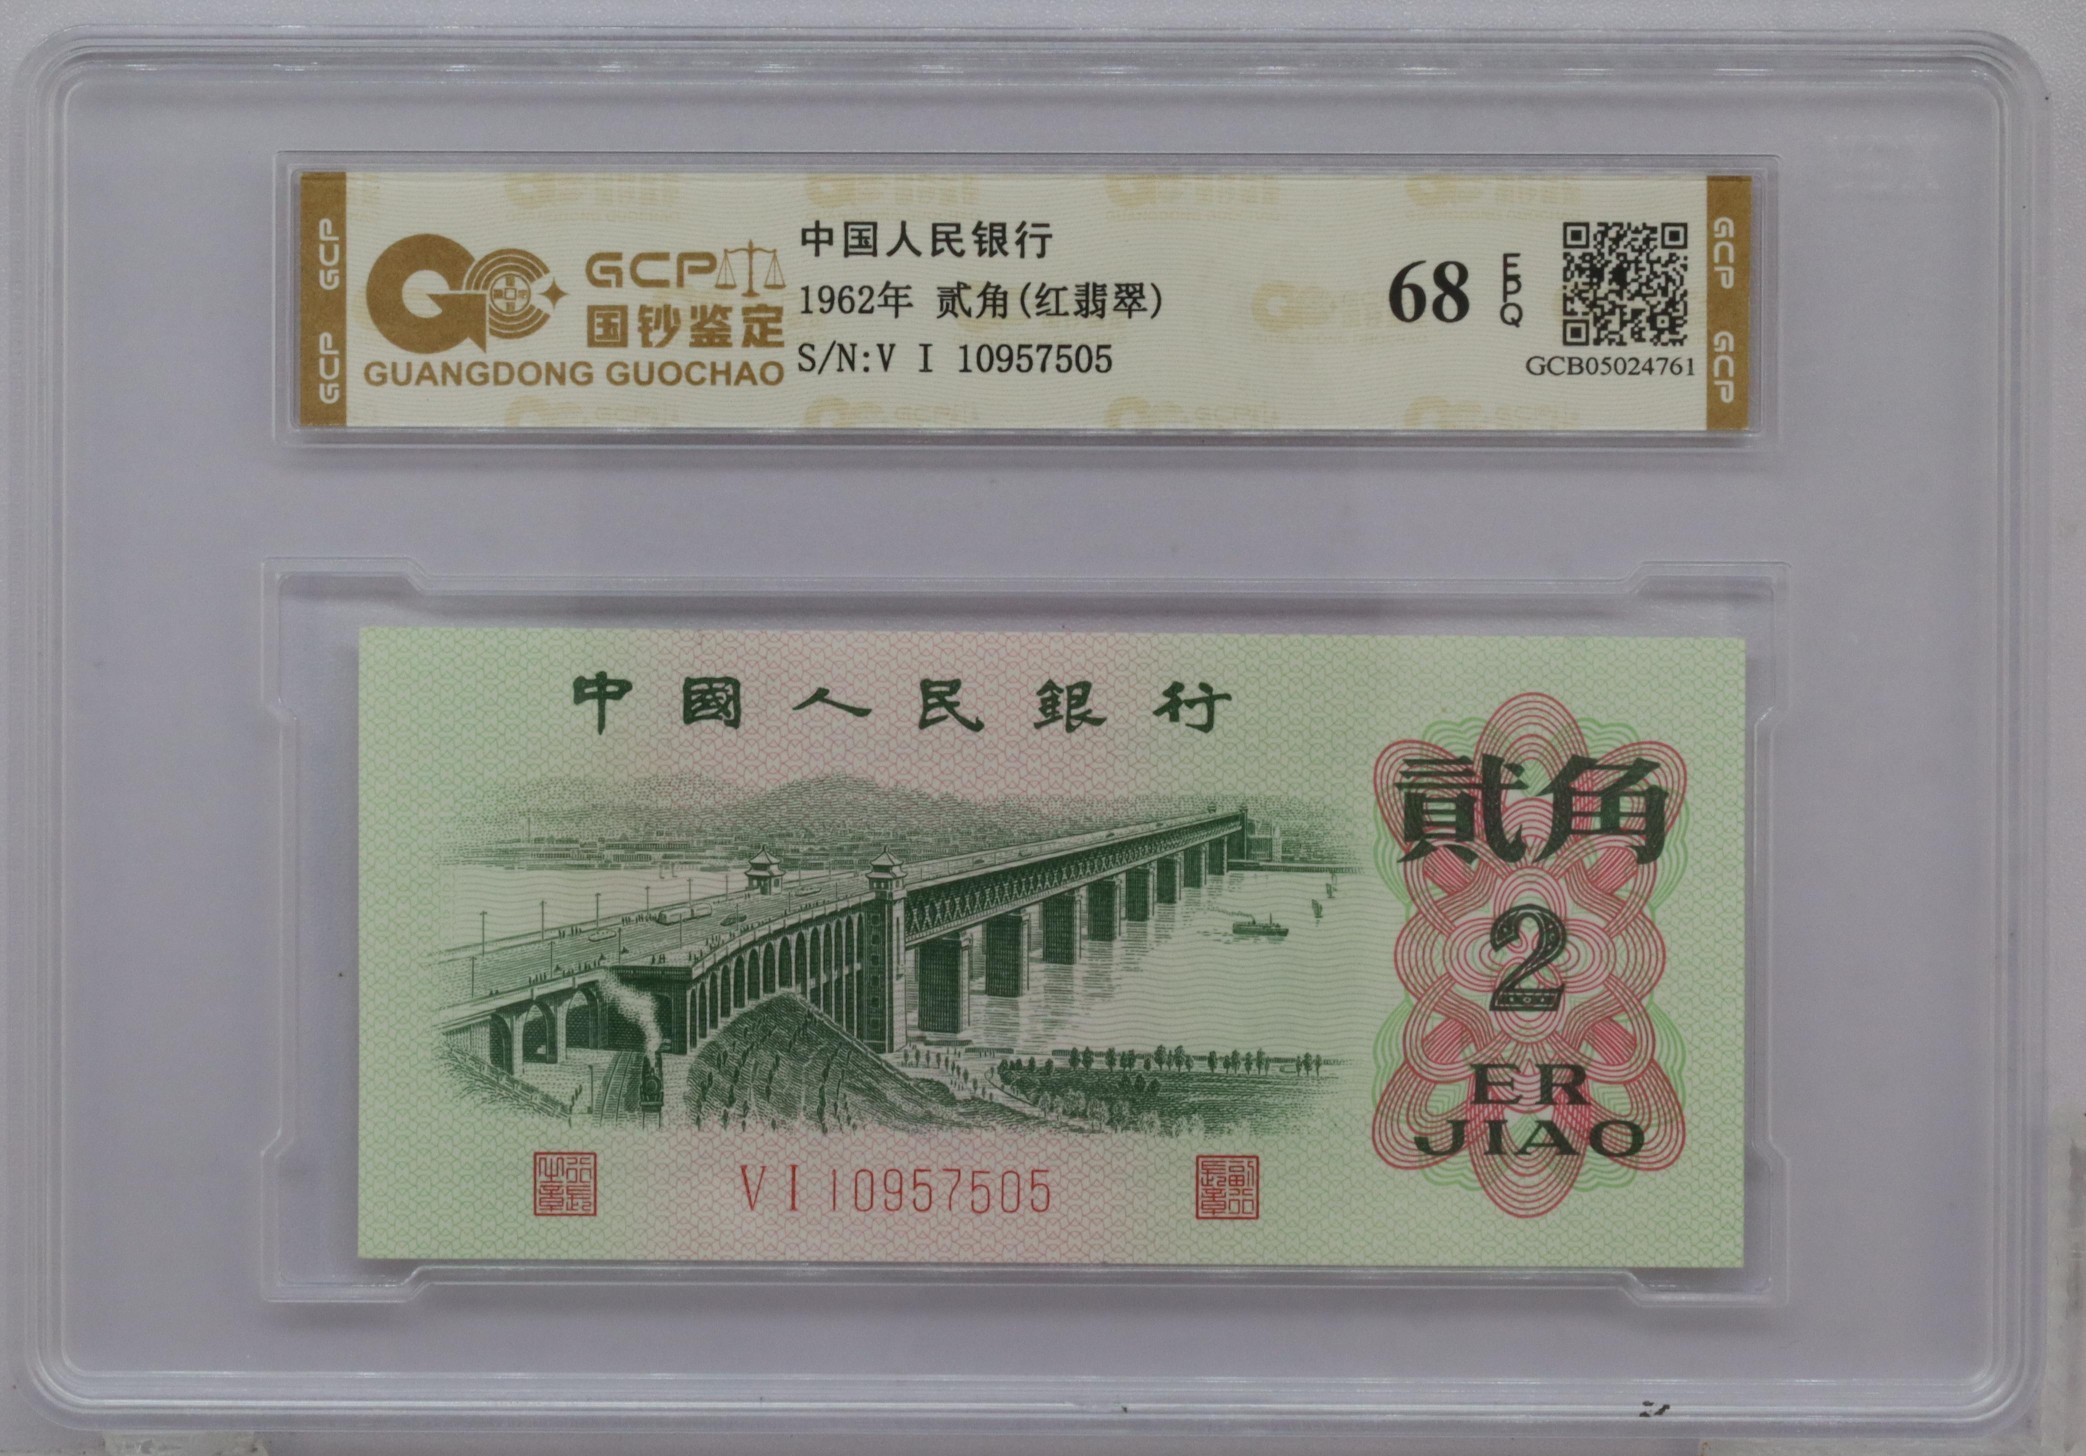 GCP
GCP
GCP
国钞鉴定
GUANGDONG GUOCHAO
中国人民银行
1962年 贰角(红翡翠)
S/N:V I 10957505
68
EPQ
GCB05024761
GCP
GCP
中國人民銀行
貳角
2
ER
JIAO
VI10957505